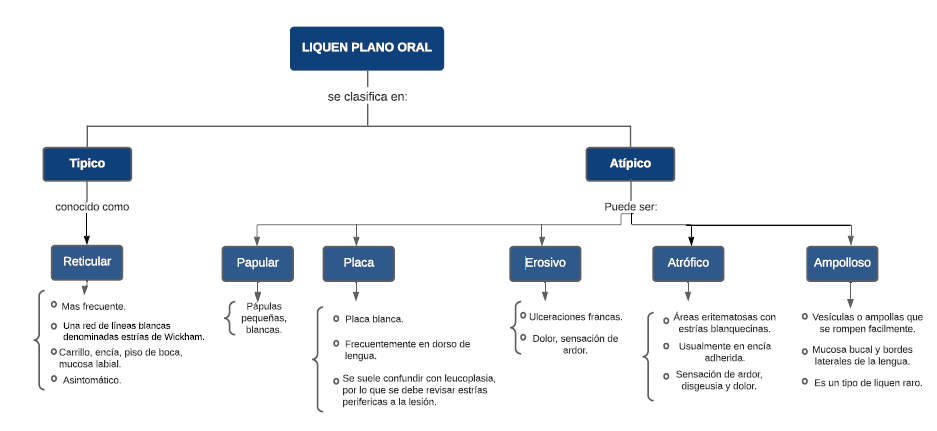 LIQUEN PLANO ORAL
se clasifica en:
Tipico
Atípico
conocido como
Puede ser:
Reticular
Papular
Placa
Erosivo
Atrófico
Ampolloso
Mas frecuente.
Una red de líneas blancas
denominadas estrías de Wickham.
Carrillo, encía, piso de boca,
mucosa labial.
Asintomático.
Pápulas
pequeñas,
blancas.
Placa blanca.
Frecuentemente en dorso de
lengua.
Se suele confundir con leucoplasia,
por lo que se debe revisar estrías
perifericas a la lesión.
Ulceraciones francas.
Dolor, sensación de
ardor.
Áreas eritematosas con
estrías blanquecinas.
Usualmente en encía
adherida.
Sensación de ardor,
disgeusia y dolor.
Vesículas o ampollas que
se rompen facilmente.
Mucosa bucal y bordes
laterales de la lengua.
Es un tipo de liquen raro.